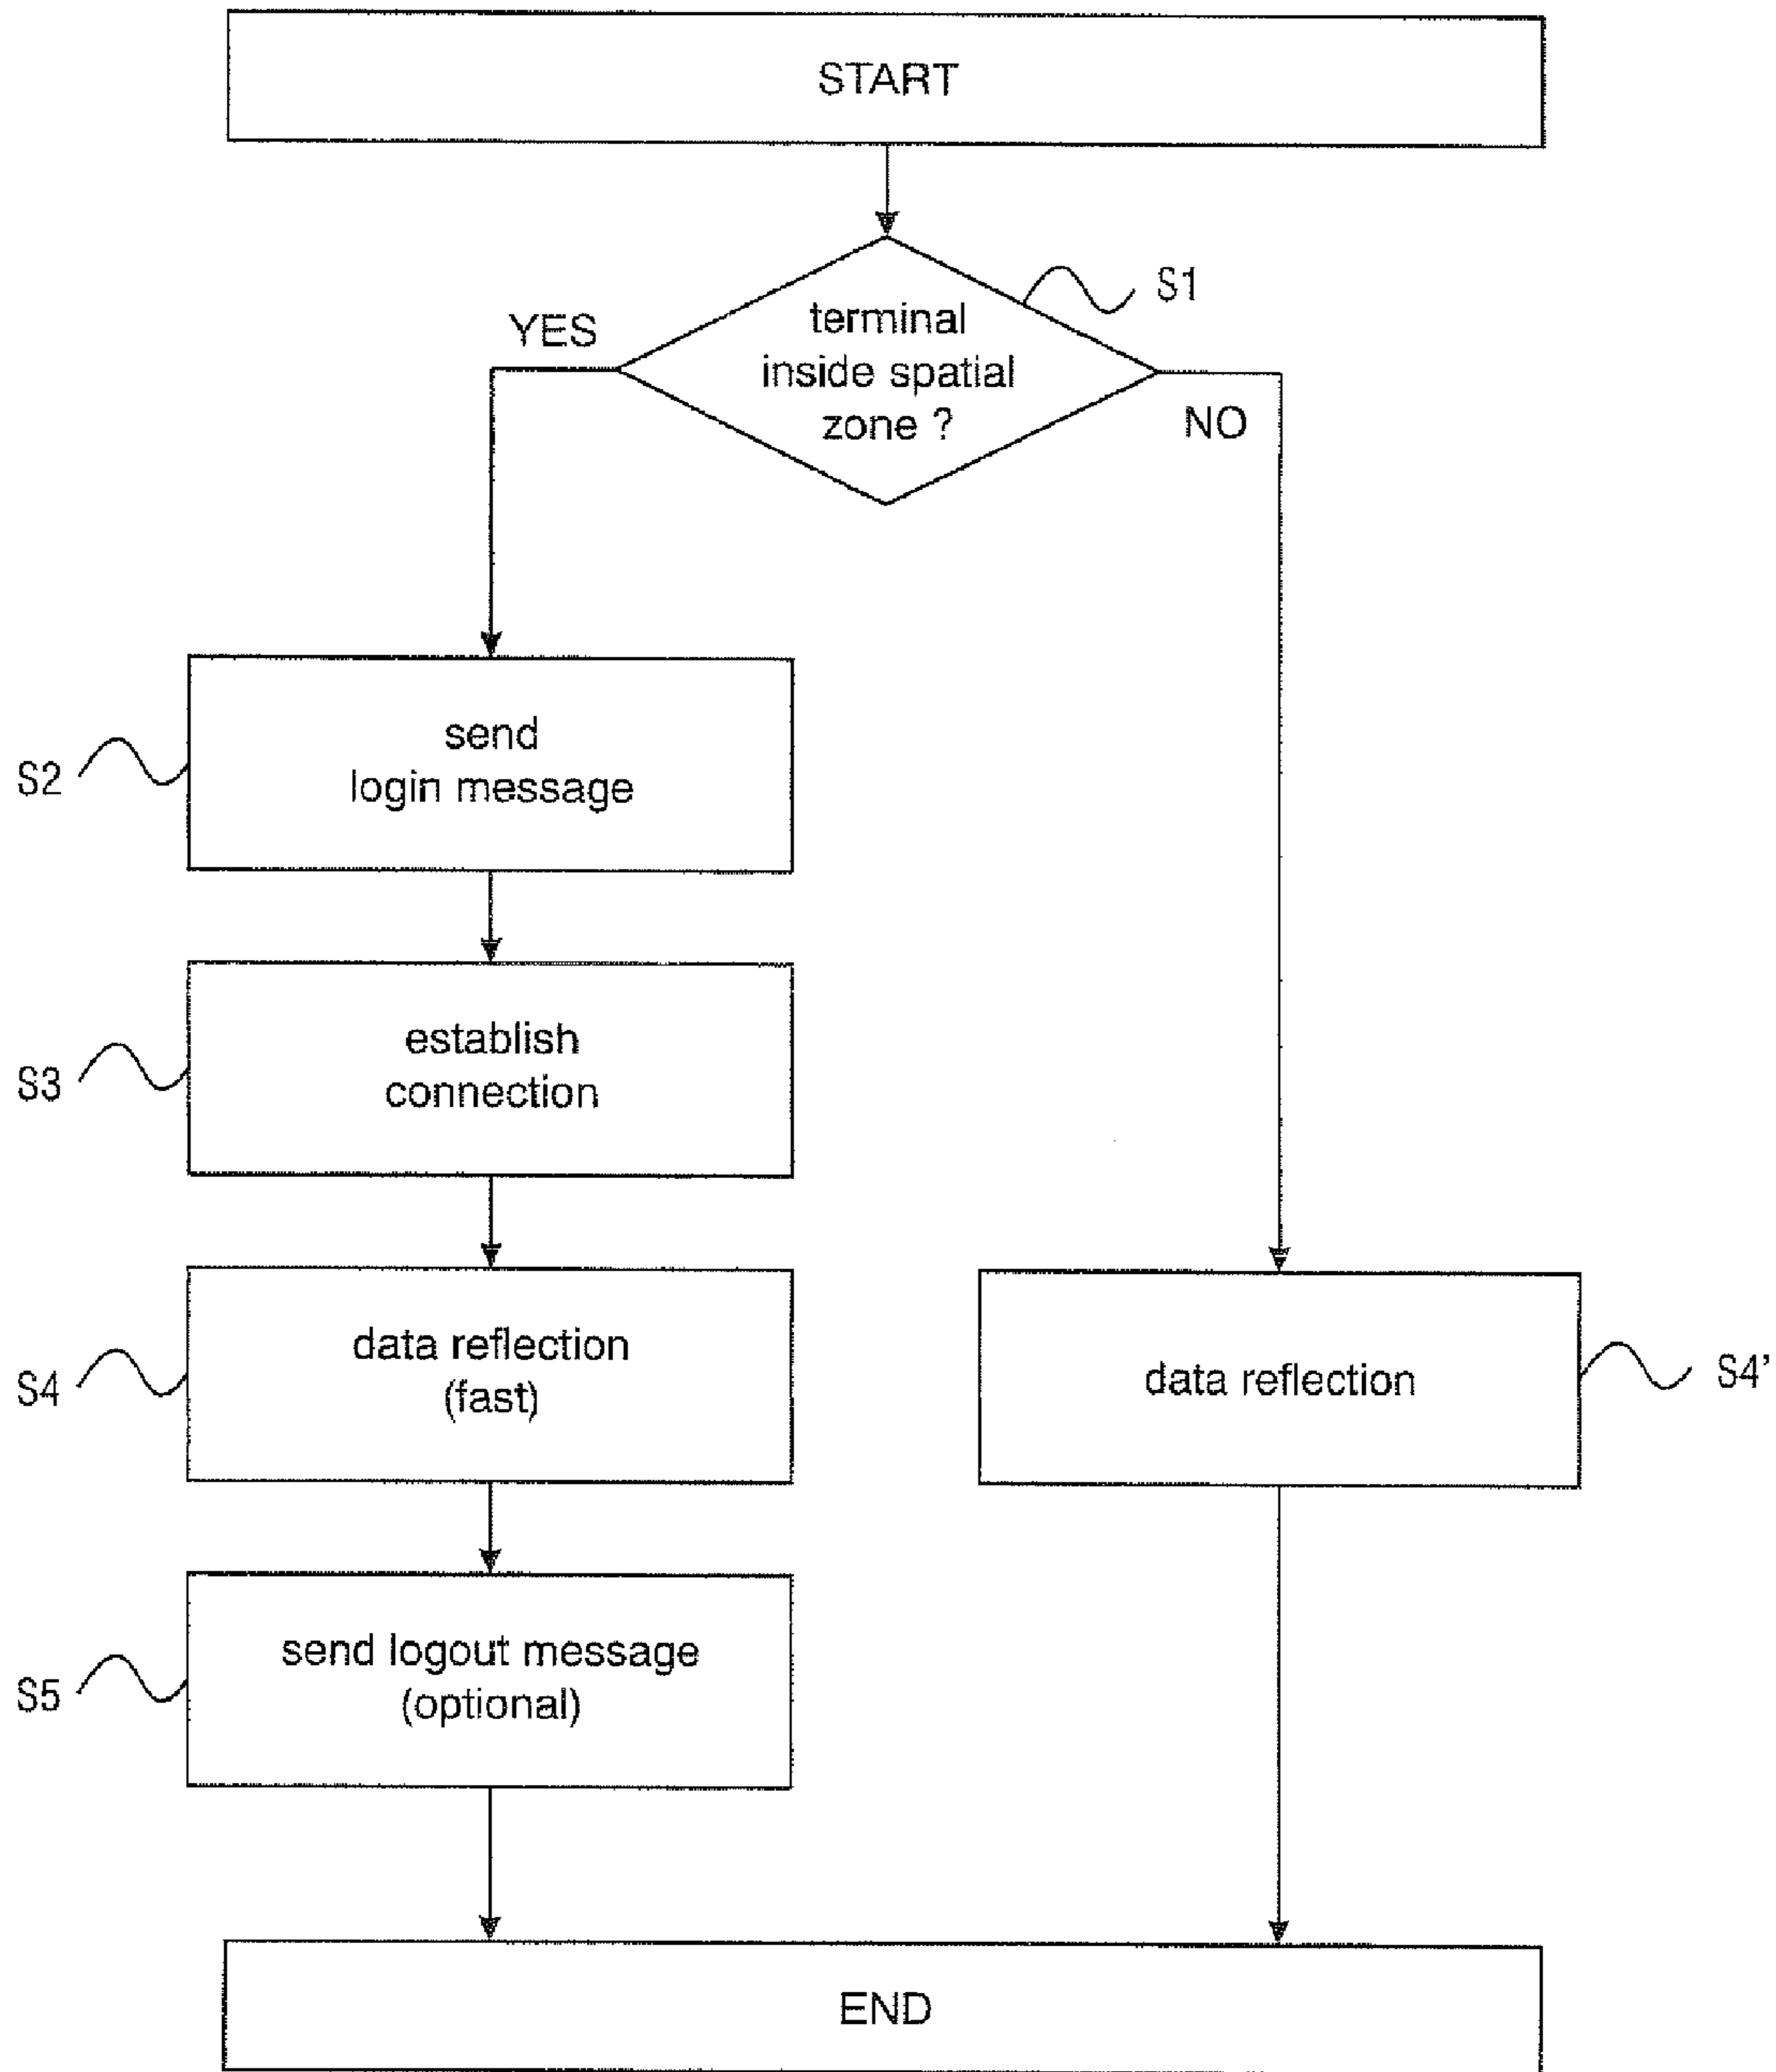 START
S1
terminal
inside spatial
zone ?
YES
NO
S2
send
login message
S3
establish
connection
S4
data reflection
(fast)
data reflection
S4'
S5
send logout message
(optional)
END